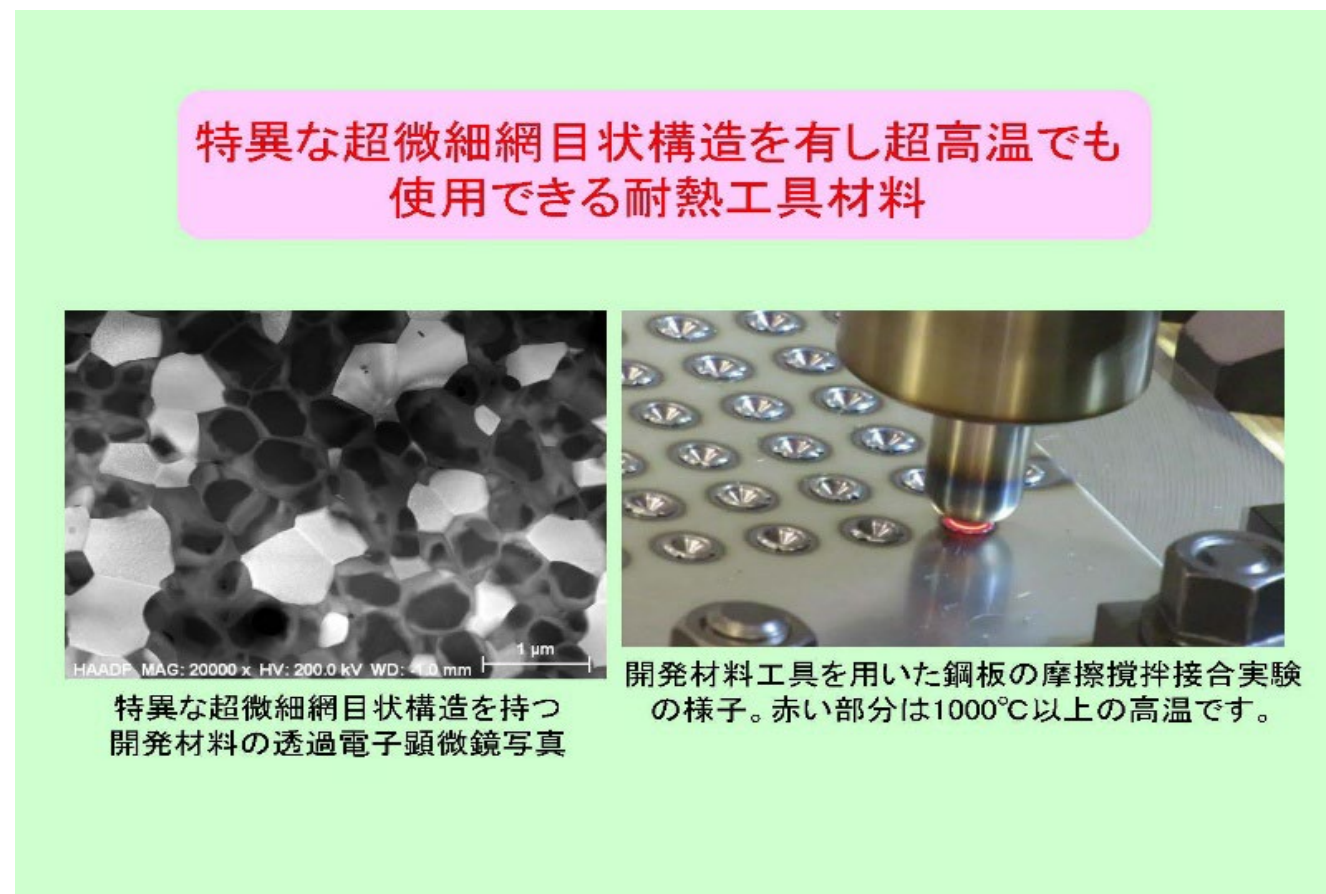 特異な超微細網目状構造を有し超高温でも
使用できる耐熱工具材料
HAADF MAG: 20000 x HV: 200.0 kV WD: -1.0 mm
1 μm
特異な超微細網目状構造を持つ
開発材料の透過電子顕微鏡写真
開発材料工具を用いた鋼板の摩擦撹拌接合実験
の様子。赤い部分は1000℃以上の高温です。